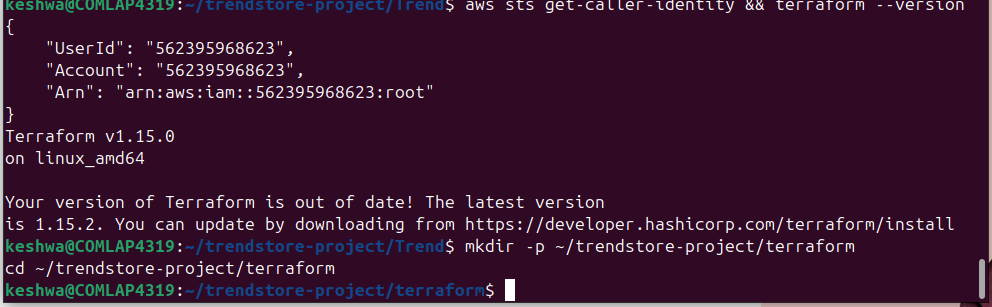 keshwa@COMLAP4319:~/trendstore-project/Trend$ aws sts get-caller-identity && terraform --version
{
    "UserId": "562395968623",
    "Account": "562395968623",
    "Arn": "arn:aws:iam::562395968623:root"
}
Terraform v1.15.0
on linux_amd64

Your version of Terraform is out of date! The latest version
is 1.15.2. You can update by downloading from https://developer.hashicorp.com/terraform/install
keshwa@COMLAP4319:~/trendstore-project/Trend$ mkdir -p ~/trendstore-project/terraform
cd ~/trendstore-project/terraform
keshwa@COMLAP4319:~/trendstore-project/terraform$